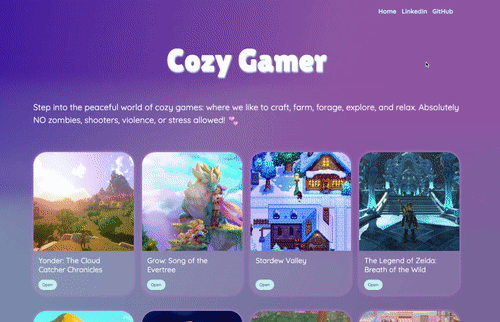 Home LinkedIn GitHub
Cozy Gamer
Step into the peaceful world of cozy games: where we like to craft, farm, forage, explore, and relax. Absolutely
NO zombies, shooters, violence, or stress allowed! 💕
Yonder: The Cloud
Catcher Chronicles
Open
Grow: Song of the
Evertree
Open
Stardew Valley
Open
The Legend of Zelda:
Breath of the Wild
Open